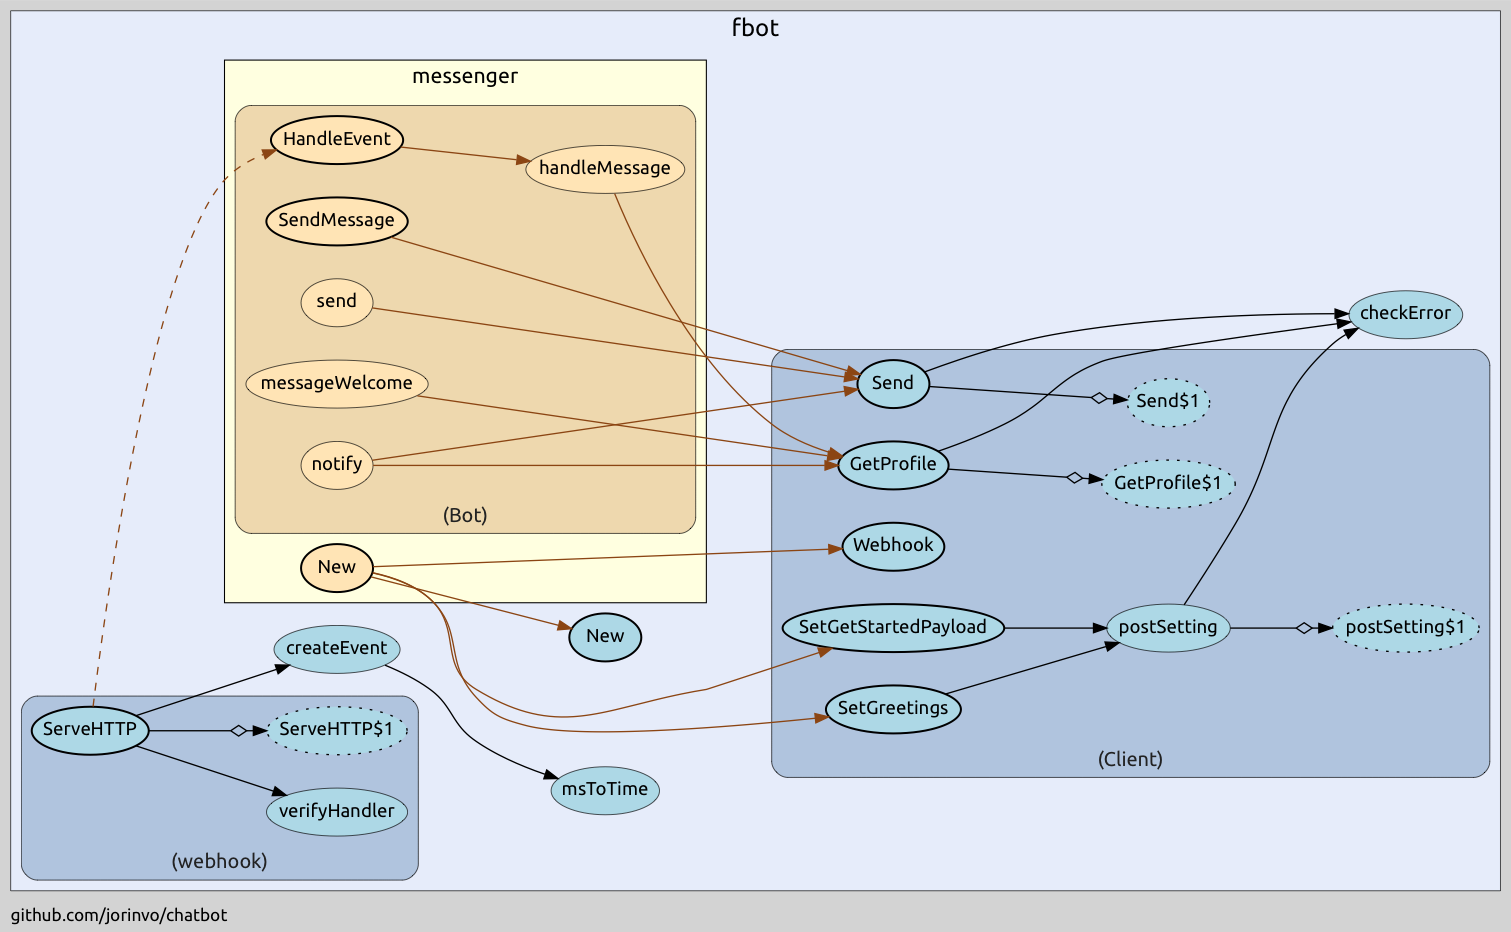 fbot
messenger
HandleEvent
handleMessage
SendMessage
send
messageWelcome
notify
(Bot)
New
New
checkError
Send
Send$1
GetProfile
GetProfile$1
Webhook
SetGetStartedPayload
postSetting
postSetting$1
SetGreetings
(Client)
createEvent
ServeHTTP
ServeHTTP$1
verifyHandler
(webhook)
msToTime
github.com/jorinvo/chatbot